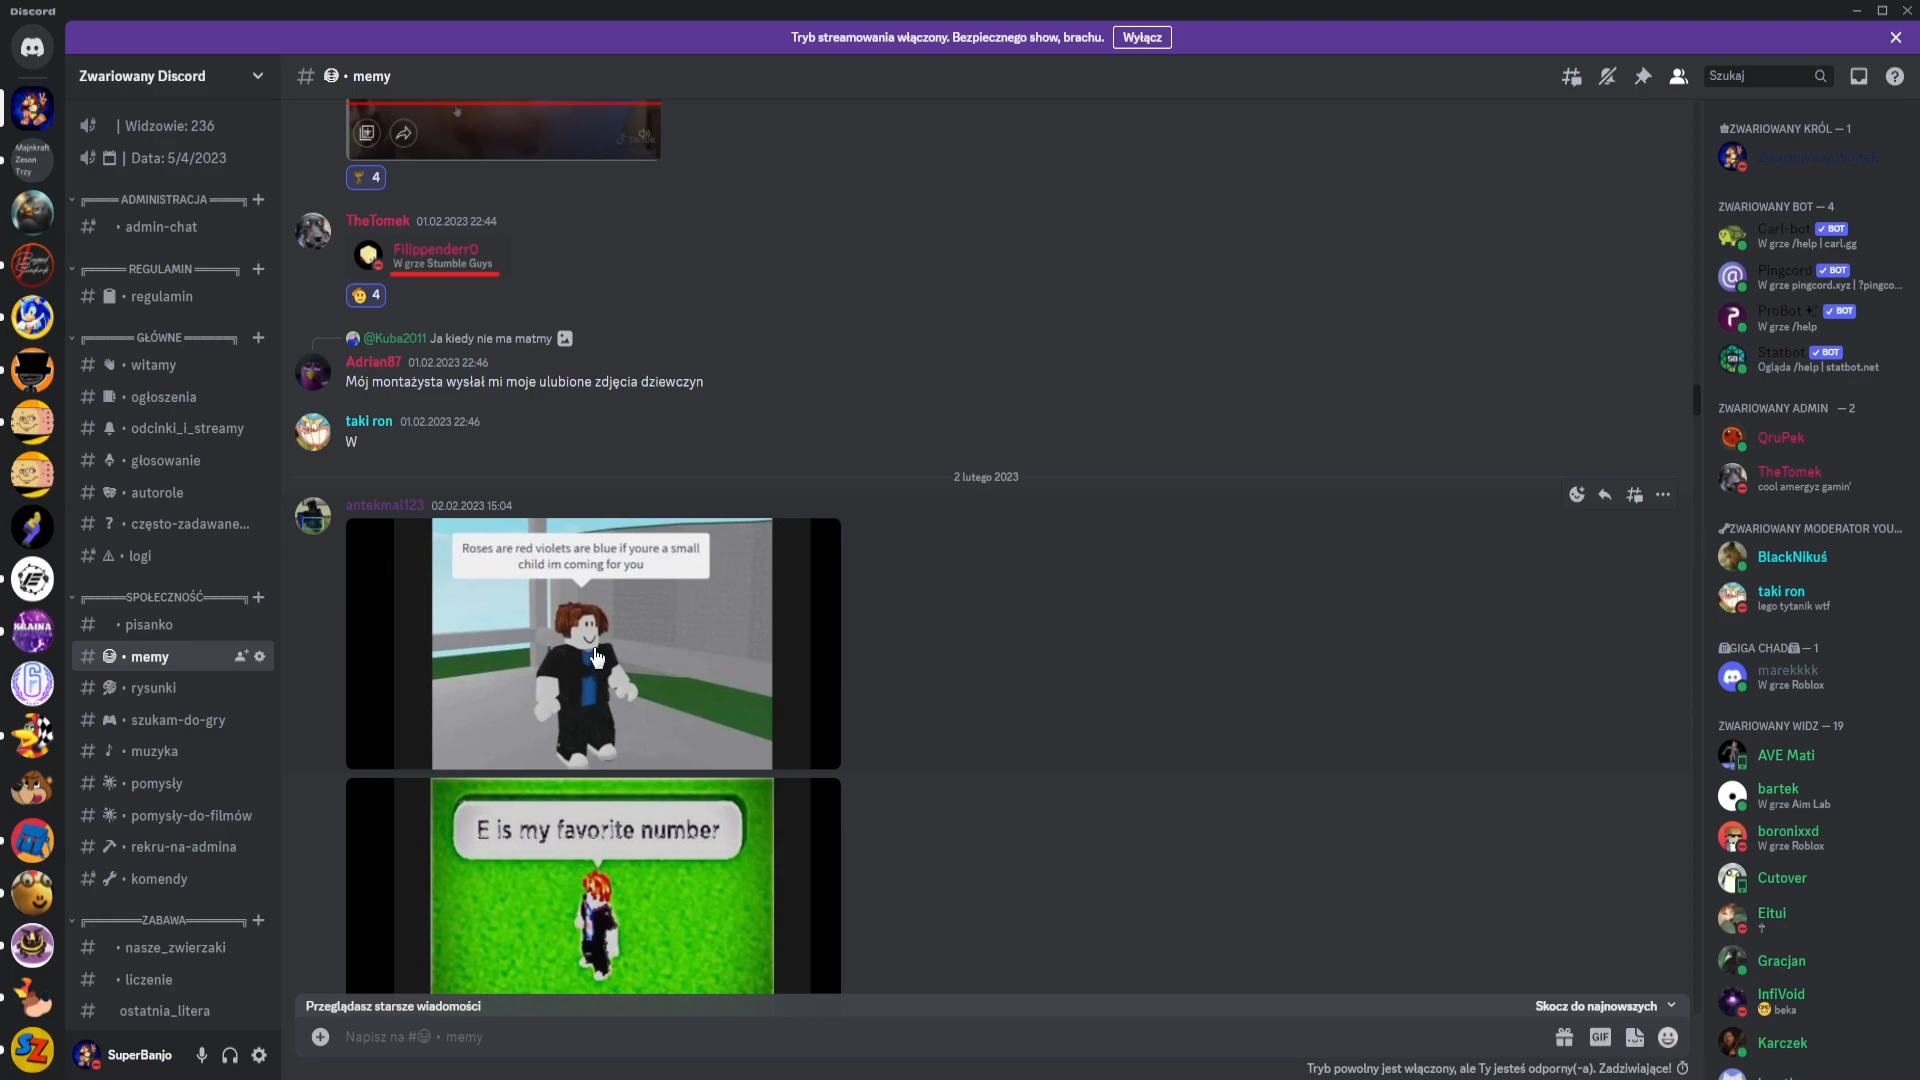 Discord
Tryb streamowania włączony. Bezpiecznego show, brachu.
Wyłącz
Majnkraft
Zeson
Trzy
KRAINA
SZ
Zwariowany Discord
| Widzowie: 236
| Data: 5/4/2023
ADMINISTRACJA
• admin-chat
REGULAMIN
• regulamin
GŁÓWNE
• witamy
• ogłoszenia
• odcinki_i_streamy
• głosowanie
• autorole
? • często-zadawane...
• logi
SPOŁECZNOŚĆ
• pisanko
• memy
• rysunki
• szukam-do-gry
• muzyka
• pomysły
• pomysły-do-filmów
• rekru-na-admina
• komendy
ZABAWA
• nasze_zwierzaki
• liczenie
ostatnia_litera
SuperBanjo
# • memy
Szukaj
TikTok
4
TheTomek 01.02.2023 22:44
Filippenderr0
W grze Stumble Guys
4
@Kuba2011 Ja kiedy nie ma matmy
Adrian87 01.02.2023 22:46
Mój montażysta wysłał mi moje ulubione zdjęcia dziewczyn
taki ron 01.02.2023 22:46
W
2 lutego 2023
antekmal123 02.02.2023 15:04
Roses are red violets are blue if youre a small
child im coming for you
E is my favorite number
Przeglądasz starsze wiadomości
Skocz do najnowszych
Napisz na # • memy
GIF
Tryb powolny jest włączony, ale Ty jesteś odporny(-a). Zadziwiające!
ZWARIOWANY KRÓL — 1
Zwariowany Wojtek
ZWARIOWANY BOT — 4
Carl-bot BOT
W grze /help | carl.gg
Pingcord BOT
W grze pingcord.xyz | ?pingco...
ProBot BOT
W grze /help
Statbot BOT
Ogląda /help | statbot.net
ZWARIOWANY ADMIN — 2
QruPek
TheTomek
cool amergyz gamin'
ZWARIOWANY MODERATOR YOU...
BlackNikuś
taki ron
lego tytanik wtf
GIGA CHAD — 1
marekkkk
W grze Roblox
ZWARIOWANY WIDZ — 19
AVE Mati
bartek
W grze Aim Lab
boronixxd
W grze Roblox
Cutover
Eitui
Gracjan
InfiVoid
beka
Karczek